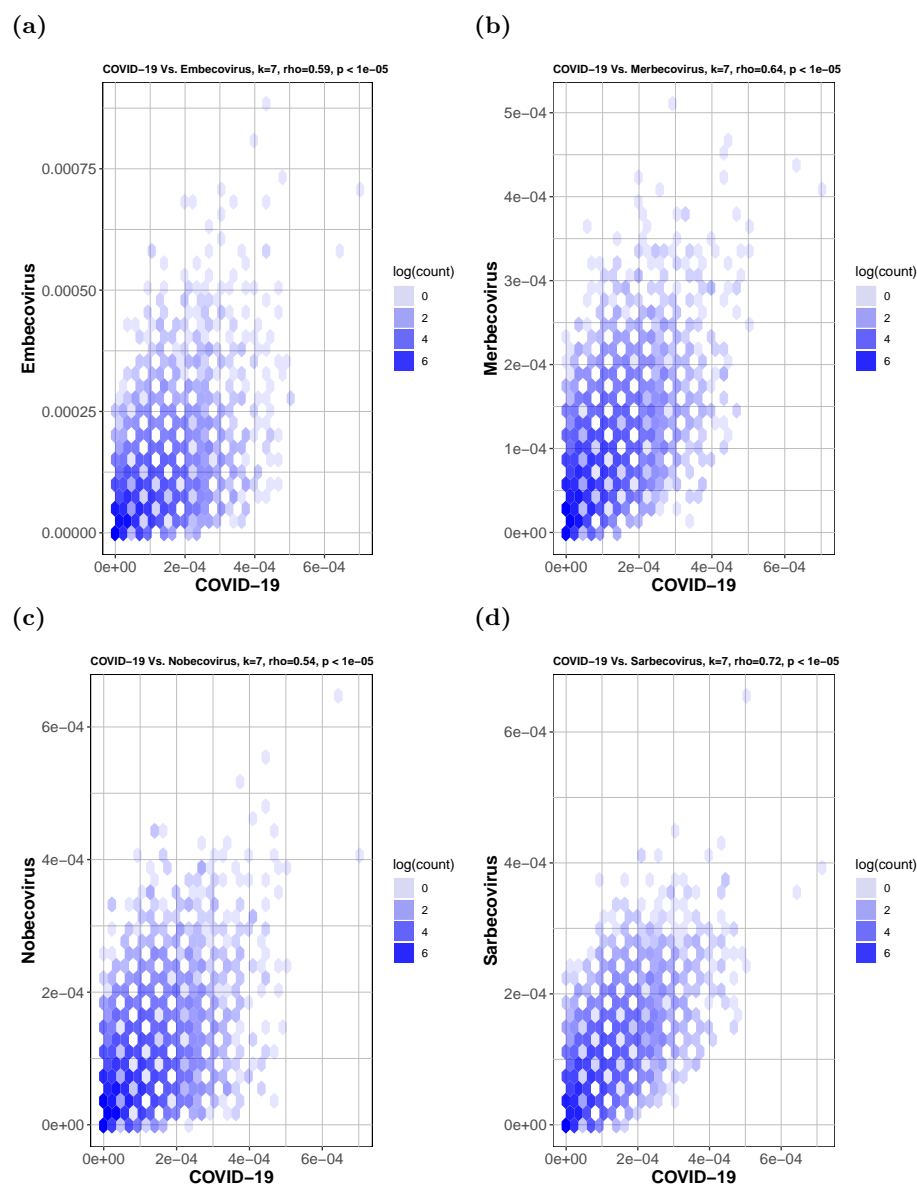 (a)
COVID−19 Vs. Embecovirus, k=7, rho=0.59, p < 1e−05
Embecovirus
0.00075
0.00050
0.00025
0.00000
0e+00 2e−04 4e−04 6e−04
COVID−19
log(count)
0
2
4
6
(b)
COVID−19 Vs. Merbecovirus, k=7, rho=0.64, p < 1e−05
Merbecovirus
5e−04
4e−04
3e−04
2e−04
1e−04
0e+00
0e+00 2e−04 4e−04 6e−04
COVID−19
log(count)
0
2
4
6
(c)
COVID−19 Vs. Nobecovirus, k=7, rho=0.54, p < 1e−05
Nobecovirus
6e−04
4e−04
2e−04
0e+00
0e+00 2e−04 4e−04 6e−04
COVID−19
log(count)
0
2
4
6
(d)
COVID−19 Vs. Sarbecovirus, k=7, rho=0.72, p < 1e−05
Sarbecovirus
6e−04
4e−04
2e−04
0e+00
0e+00 2e−04 4e−04 6e−04
COVID−19
log(count)
0
2
4
6